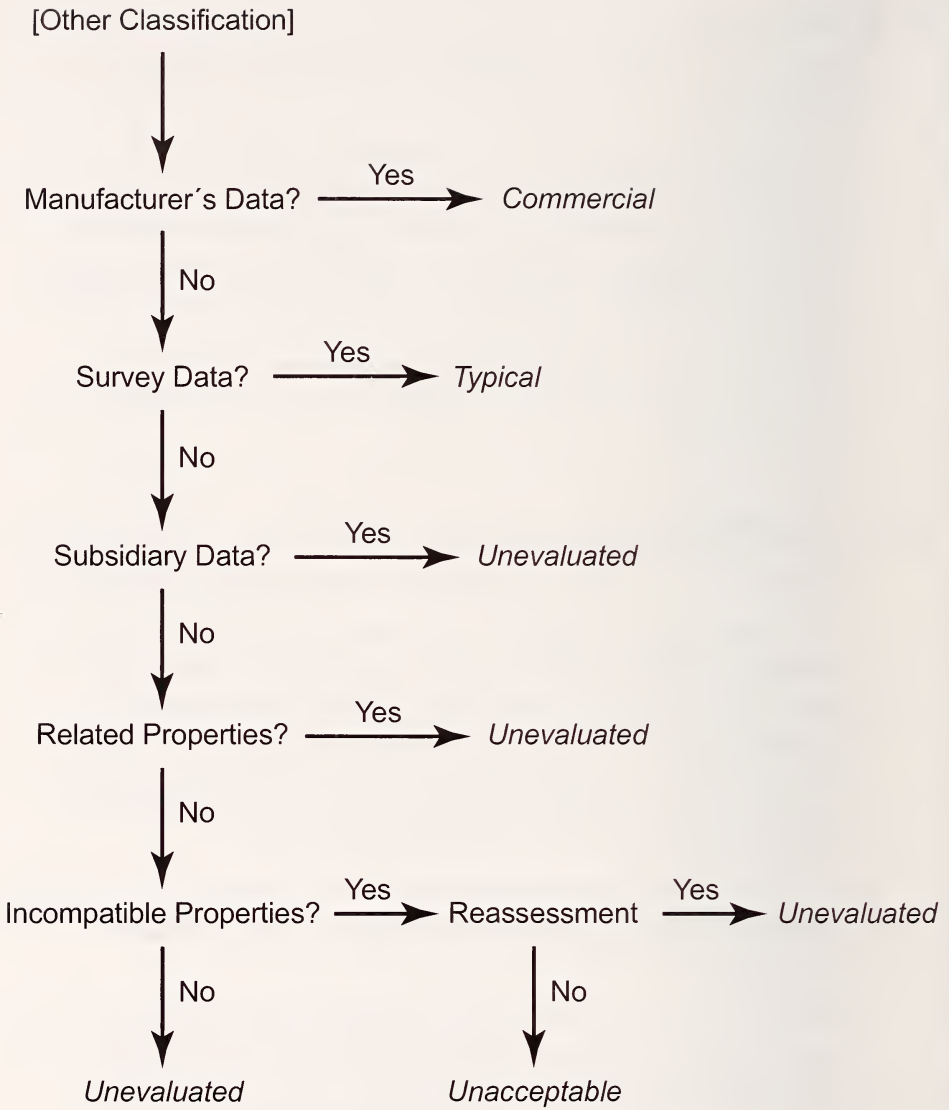 [Other Classification]
Manufacturer´s Data? Yes Commercial
No
Survey Data? Yes Typical
No
Subsidiary Data? Yes Unevaluated
No
Related Properties? Yes Unevaluated
No
Incompatible Properties? Yes Reassessment Yes Unevaluated
No No
Unevaluated Unacceptable